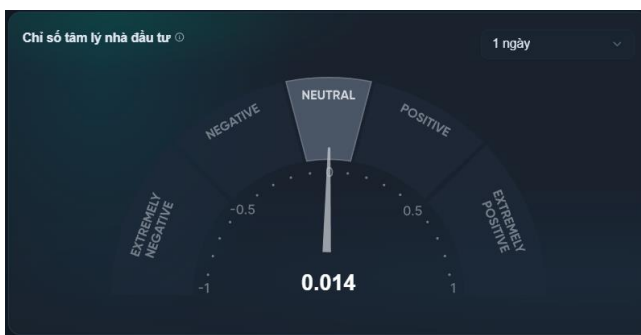 Chỉ số tâm lý nhà đầu tư
1 ngày
NEUTRAL
NEGATIVE
POSITIVE
EXTREMELY
NEGATIVE
EXTREMELY
POSITIVE
0
-0.5
0.5
-1
1
0.014